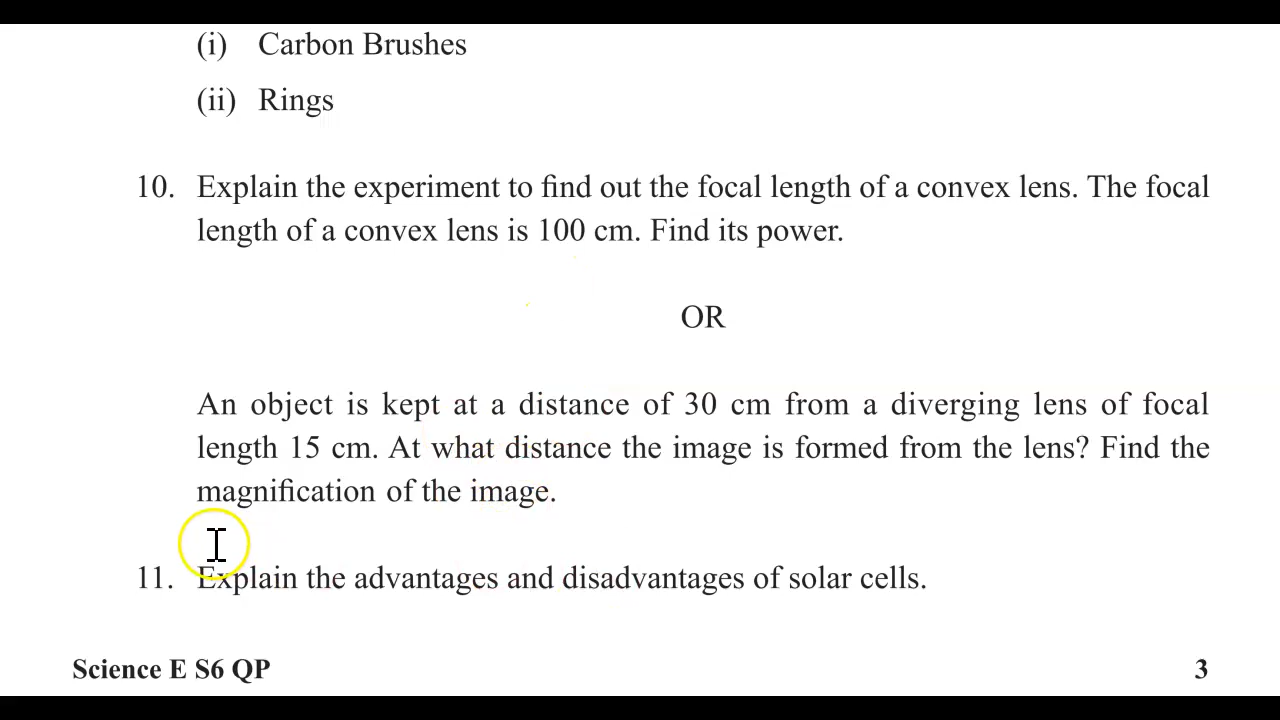 (i) Carbon Brushes
(ii) Rings
10. Explain the experiment to find out the focal length of a convex lens. The focal
length of a convex lens is 100 cm. Find its power.
OR
An object is kept at a distance of 30 cm from a diverging lens of focal
length 15 cm. At what distance the image is formed from the lens? Find the
magnification of the image.
11. Explain the advantages and disadvantages of solar cells.
Science E S6 QP 3